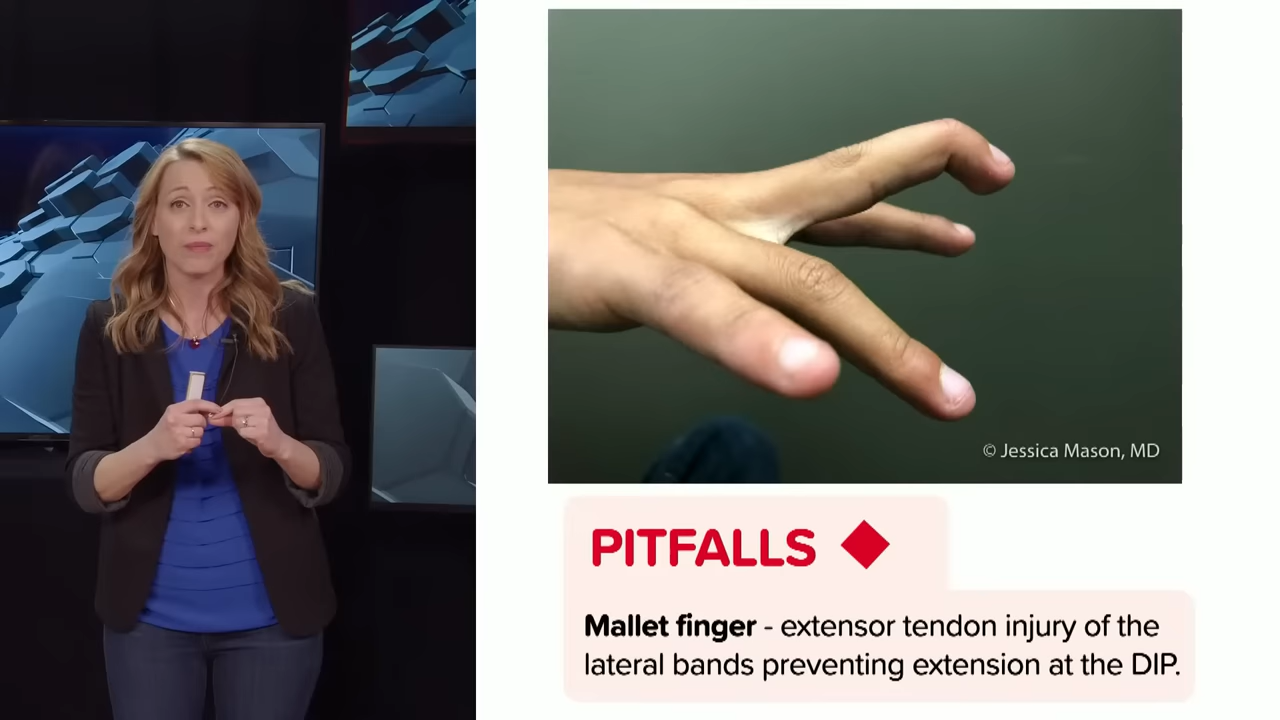 © Jessica Mason, MD
PITFALLS
Mallet finger - extensor tendon injury of the
lateral bands preventing extension at the DIP.